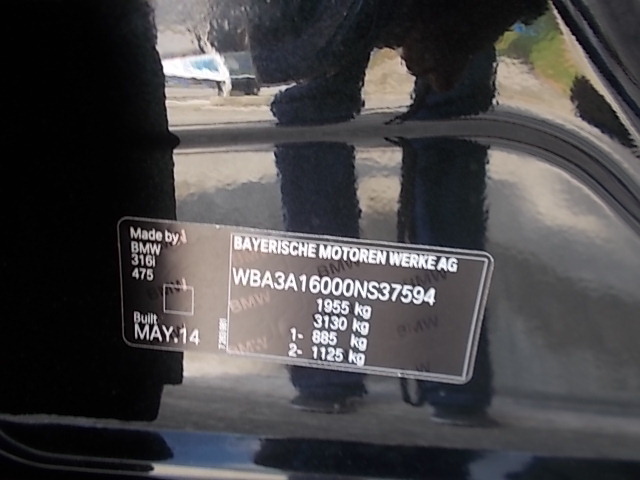 Made by
BMW
316i
475
Built
MAY.14
BAYERISCHE MOTOREN WERKE AG
WBA3A16000NS37594
1955 kg
3130 kg
1- 885 kg
2- 1125 kg